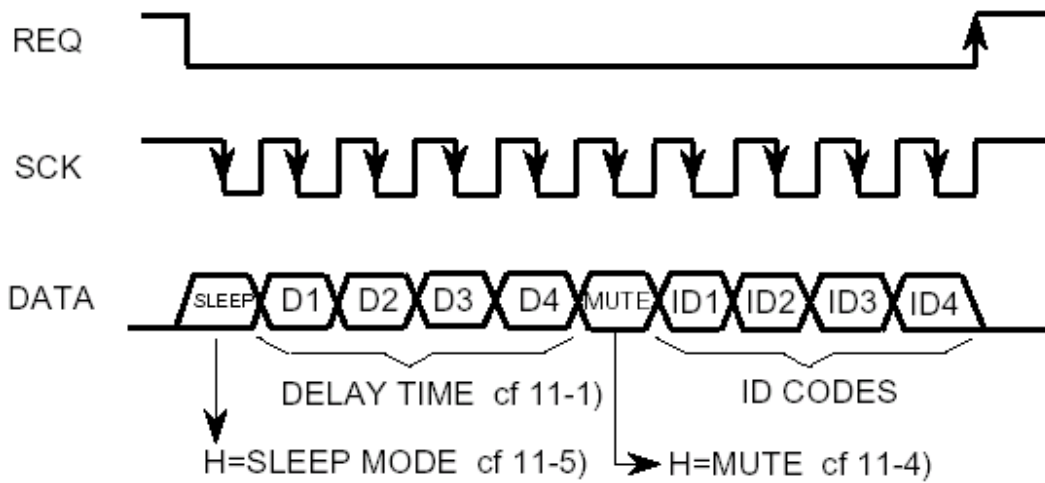 REQ
SCK
DATA SLEEP D1 D2 D3 D4 MUTE ID1 ID2 ID3 ID4
DELAY TIME cf 11-1) ID CODES
H=SLEEP MODE cf 11-5) H=MUTE cf 11-4)